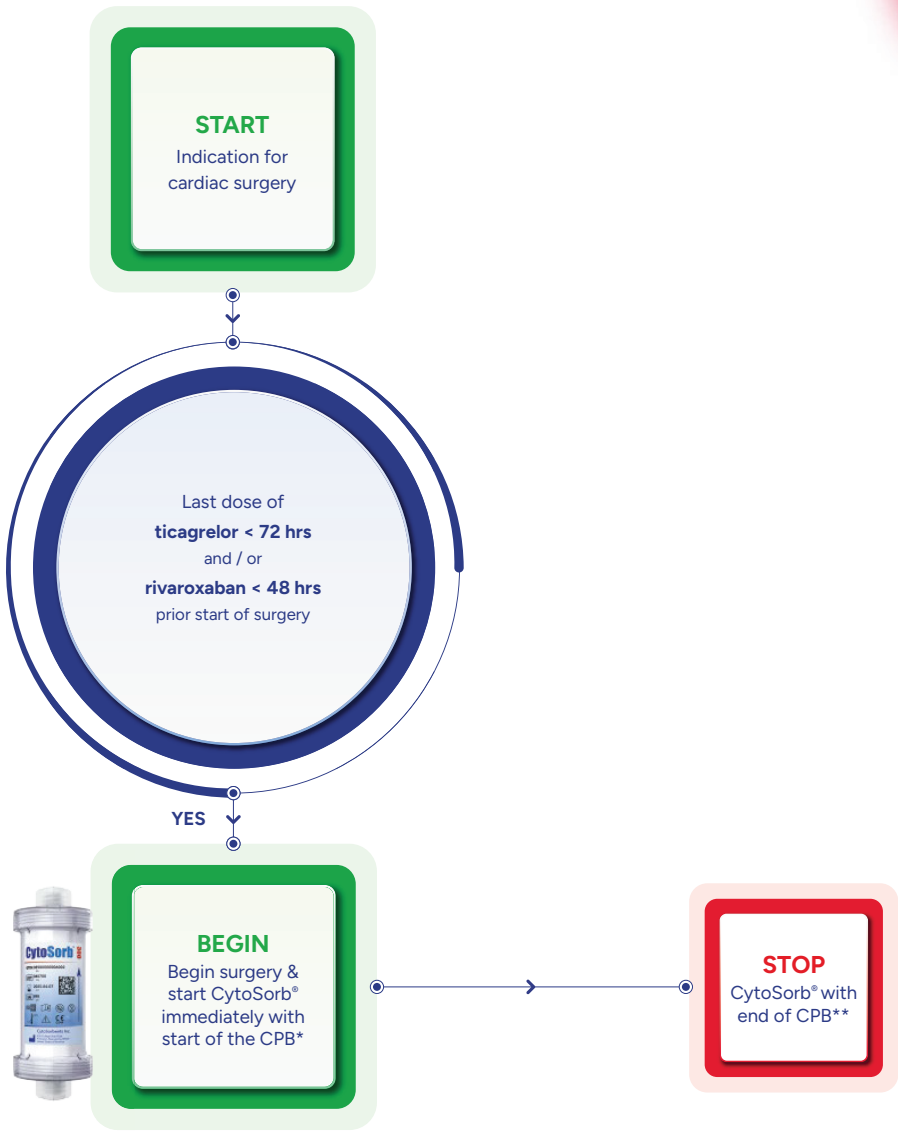 START
Indication for
cardiac surgery
Last dose of
ticagrelor < 72 hrs
and / or
rivaroxaban < 48 hrs
prior start of surgery
YES
CytoSorb® 300
BEGIN
Begin surgery &
start CytoSorb®
immediately with
start of the CPB*
STOP
CytoSorb® with
end of CPB**